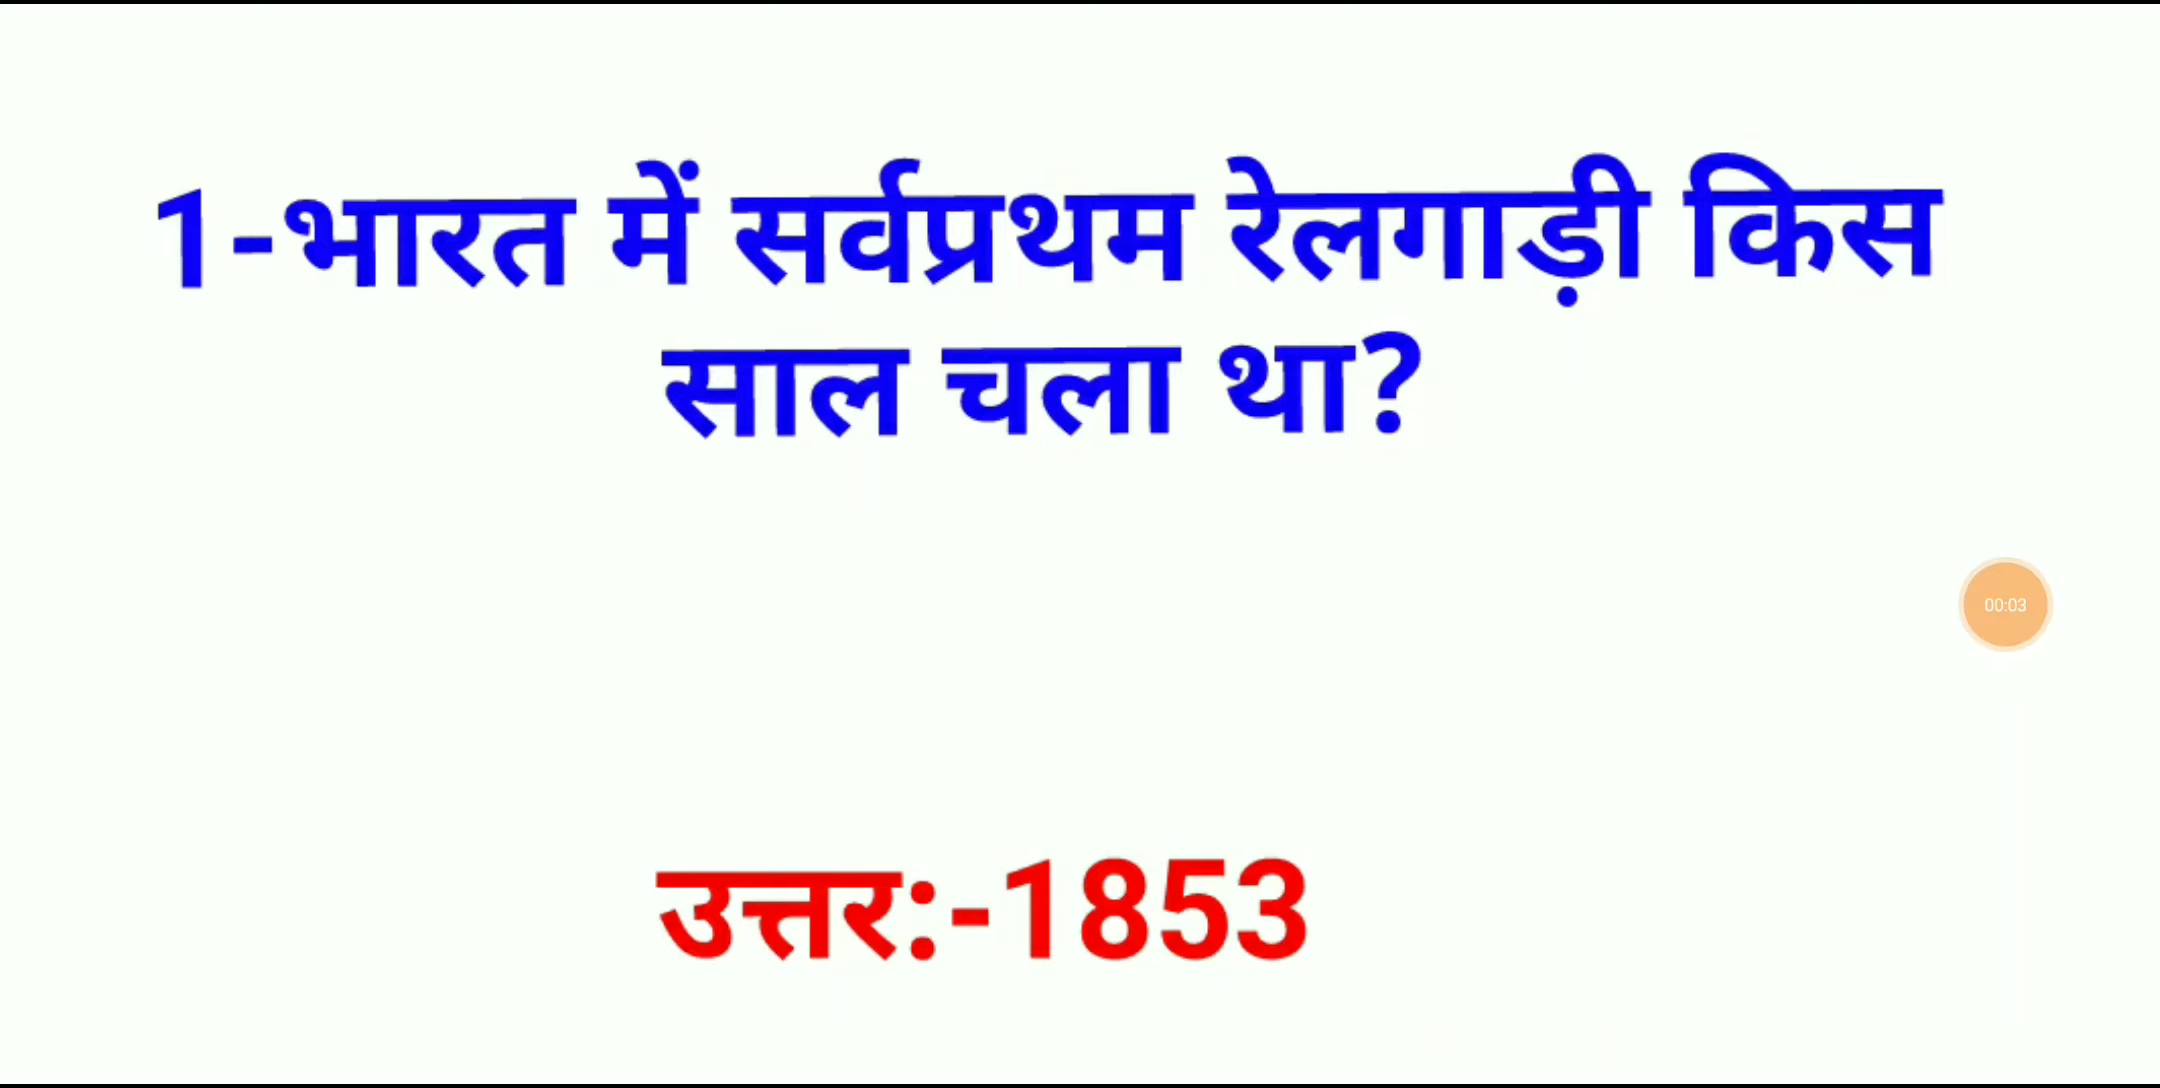 1-भारत में सर्वप्रथम रेलगाड़ी किस
साल चला था?
00:03
उत्तर:-1853